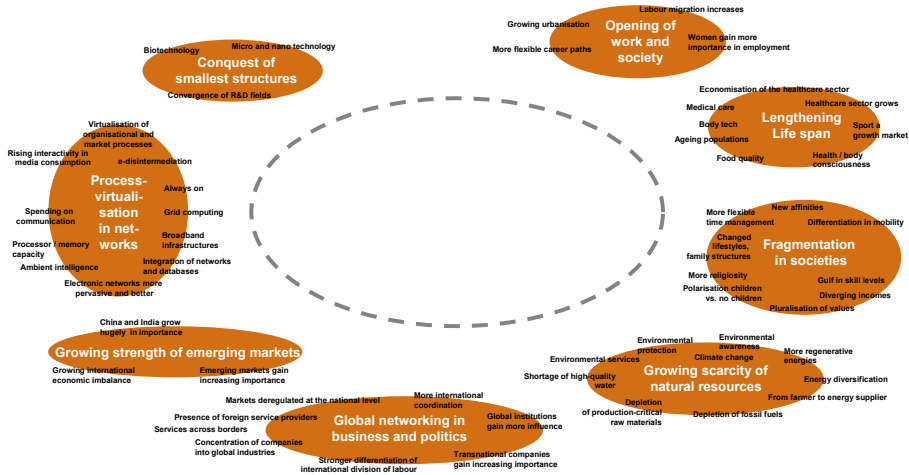 Biotechnology
Micro and nano technology
Conquest of
smallest structures
Convergence of R&D fields
Labour migration increases
Growing urbanisation
Opening of
work and
society
More flexible career paths
Women gain more
importance in employment
Economisation of the healthcare sector
Medical care
Healthcare sector grows
Lengthening
Life span
Body tech
Sport a
growth market
Ageing populations
Food quality
Health / body
consciousness
Virtualisation of
organisational and
market processes
Rising interactivity in
media consumption
e-disintermediation
Process-
virtuali-
sation
in net-
works
Always on
Spending on
communication
Grid computing
Processor / memory
capacity
Broadband
infrastructures
Ambient intelligence
Integration of networks
and databases
Electronic networks more
pervasive and better
New affinities
More flexible
time management
Differentiation in mobility
Changed
lifestyles,
family structures
Fragmentation
in societies
More religiosity
Gulf in skill levels
Polarisation children
vs. no children
Diverging incomes
Pluralisation of values
China and India grow
hugely in importance
Growing strength of emerging markets
Growing international
economic imbalance
Emerging markets gain
increasing importance
Environmental
protection
Environmental
awareness
Environmental services
Climate change
More regenerative
energies
Shortage of high-quality
water
Growing scarcity of
natural resources
Energy diversification
From farmer to energy supplier
Depletion
of production-critical
raw materials
Depletion of fossil fuels
Markets deregulated at the national level
More international
coordination
Presence of foreign service providers
Services across borders
Global networking in
business and politics
Global institutions
gain more influence
Concentration of companies
into global industries
Stronger differentiation of
international division of labour
Transnational companies
gain increasing importance